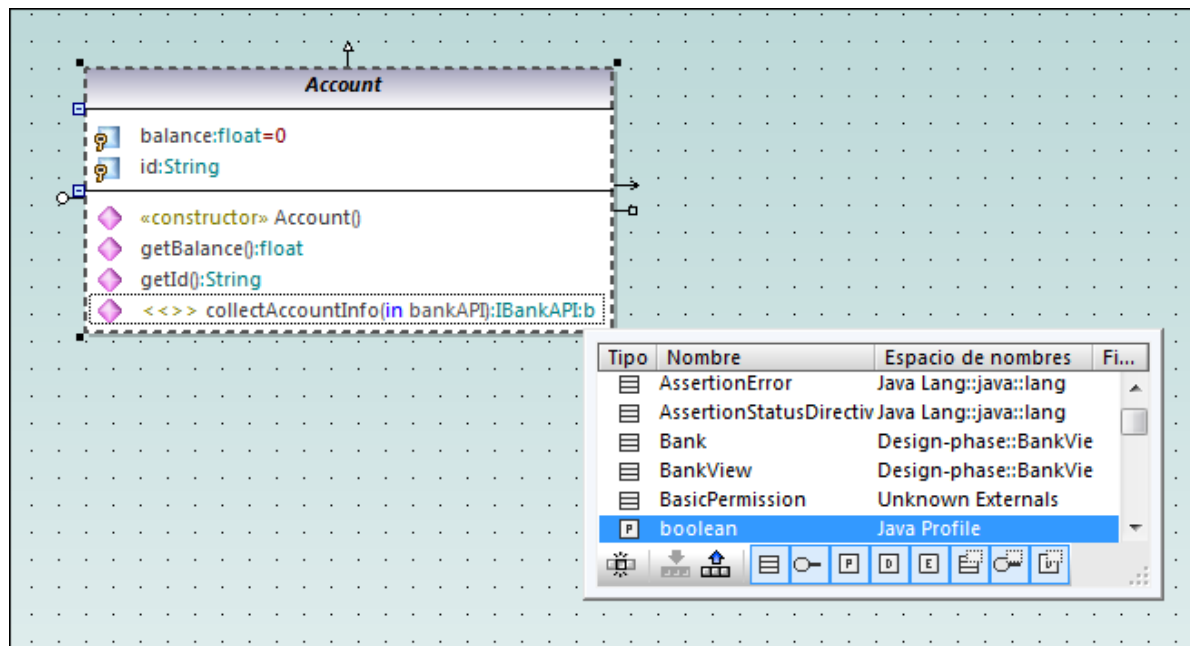 Account
balance:float=0
id:String
«constructor» Account()
getBalance():float
getId():String
<<>> collectAccountInfo(in bankAPI):IBankAPI:b
Tipo Nombre Espacio de nombres Fi...
AssertionError Java Lang::java::lang
AssertionStatusDirectiv Java Lang::java::lang
Bank Design-phase::BankVie
BankView Design-phase::BankVie
BasicPermission Unknown Externals
P boolean Java Profile
P D E